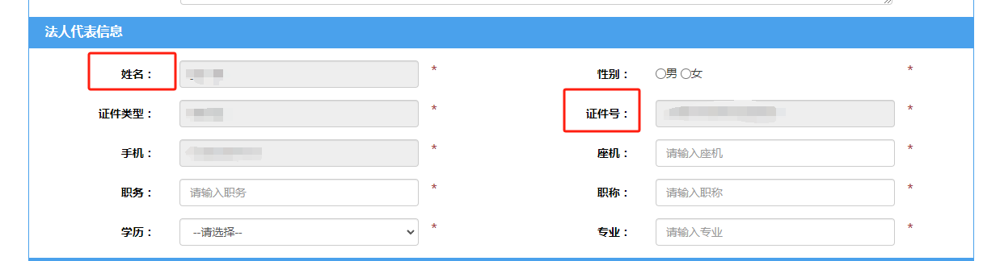 法人代表信息
姓名： * 性别： 男 女 *
证件类型： * 证件号： *
手机： * 座机： 请输入座机 *
职务： 请输入职务 * 职称： 请输入职称 *
学历： --请选择-- * 专业： 请输入专业 *